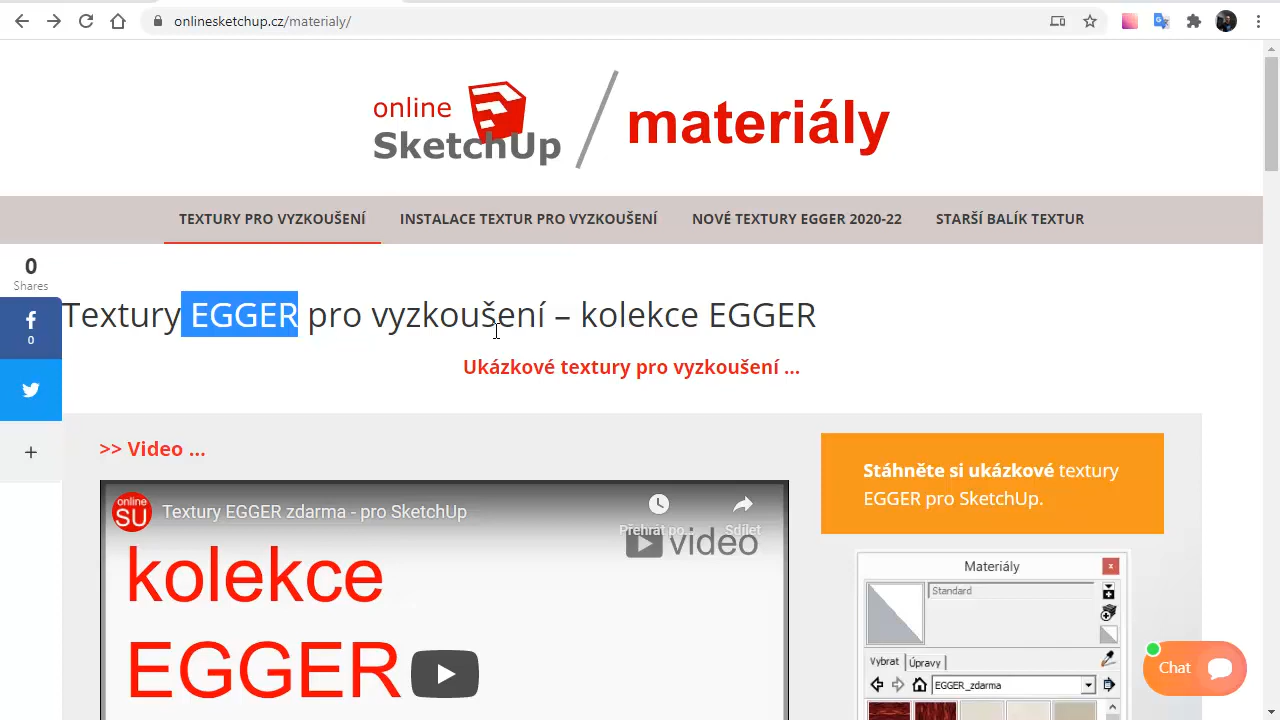 onlinesketchup.cz/materialy/
online
SketchUp
materiály
TEXTURY PRO VYZKOUŠENÍ
INSTALACE TEXTUR PRO VYZKOUŠENÍ
NOVÉ TEXTURY EGGER 2020-22
STARŠÍ BALÍK TEXTUR
0
Shares
Textury EGGER pro vyzkoušení – kolekce EGGER
0
Ukázkové textury pro vyzkoušení ...
>> Video ...
Stáhněte si ukázkové textury
EGGER pro SketchUp.
online
SU
Textury EGGER zdarma - pro SketchUp
Přehrát po...
Sdílet
video
kolekce
EGGER
Materiály
x
Standard
Vybrat
Úpravy
EGGER_zdarma
Chat